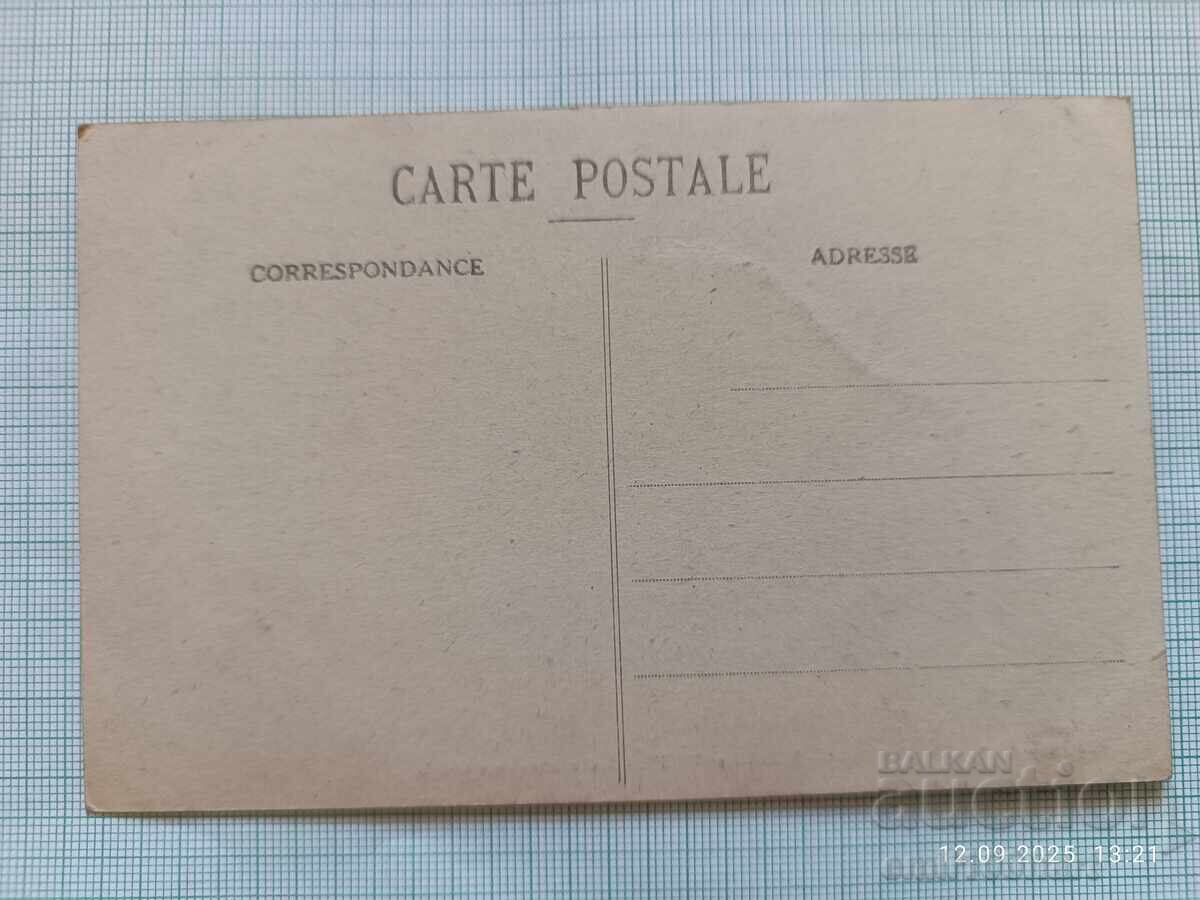 CARTE POSTALE
CORRESPONDANCE
ADRESSE
BALKAN
auction
12.09.2025 13:21